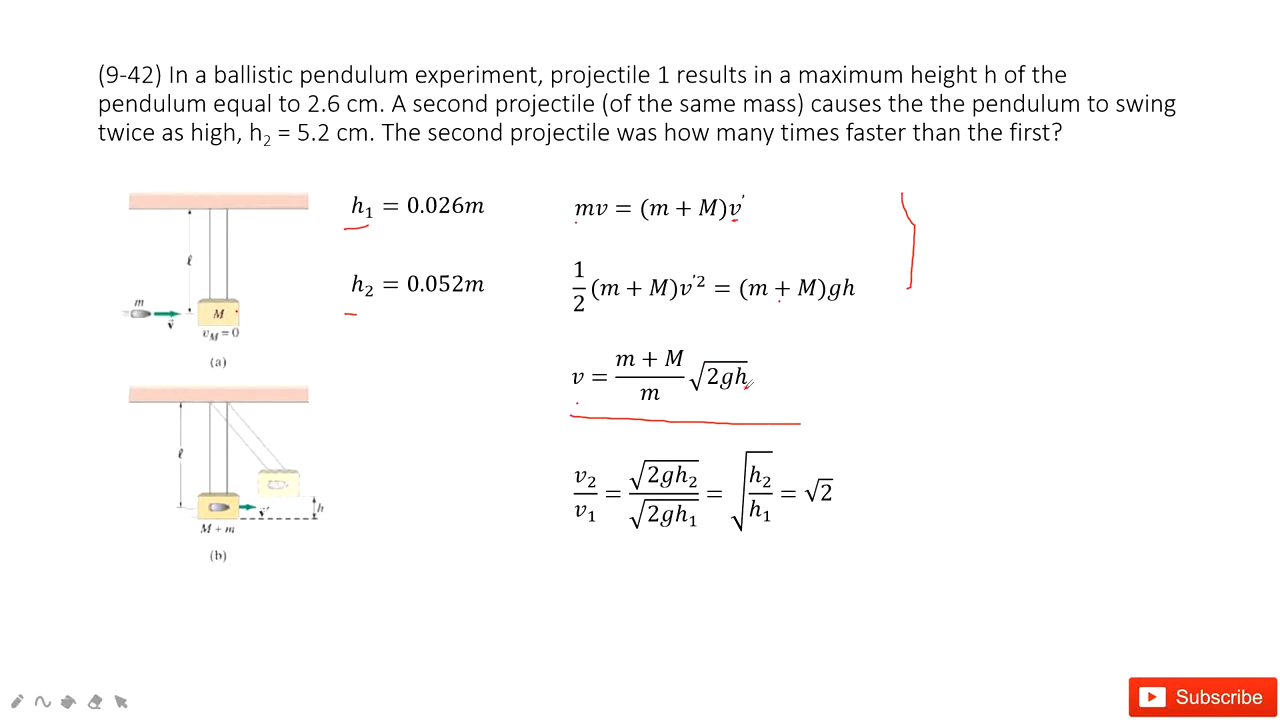 (9-42) In a ballistic pendulum experiment, projectile 1 results in a maximum height h of the
pendulum equal to 2.6 cm. A second projectile (of the same mass) causes the the pendulum to swing
twice as high, h₂ = 5.2 cm. The second projectile was how many times faster than the first?
ℓ
m
v⃗
M
v_M = 0
(a)
ℓ
h
v⃗′
M + m
(b)
h₁ = 0.026m
h₂ = 0.052m
mv = (m + M)v′
1/2 (m + M)v′² = (m + M)gh
v = (m + M)/m √(2gh)
v₂/v₁ = √(2gh₂)/√(2gh₁) = √(h₂/h₁) = √2
Subscribe